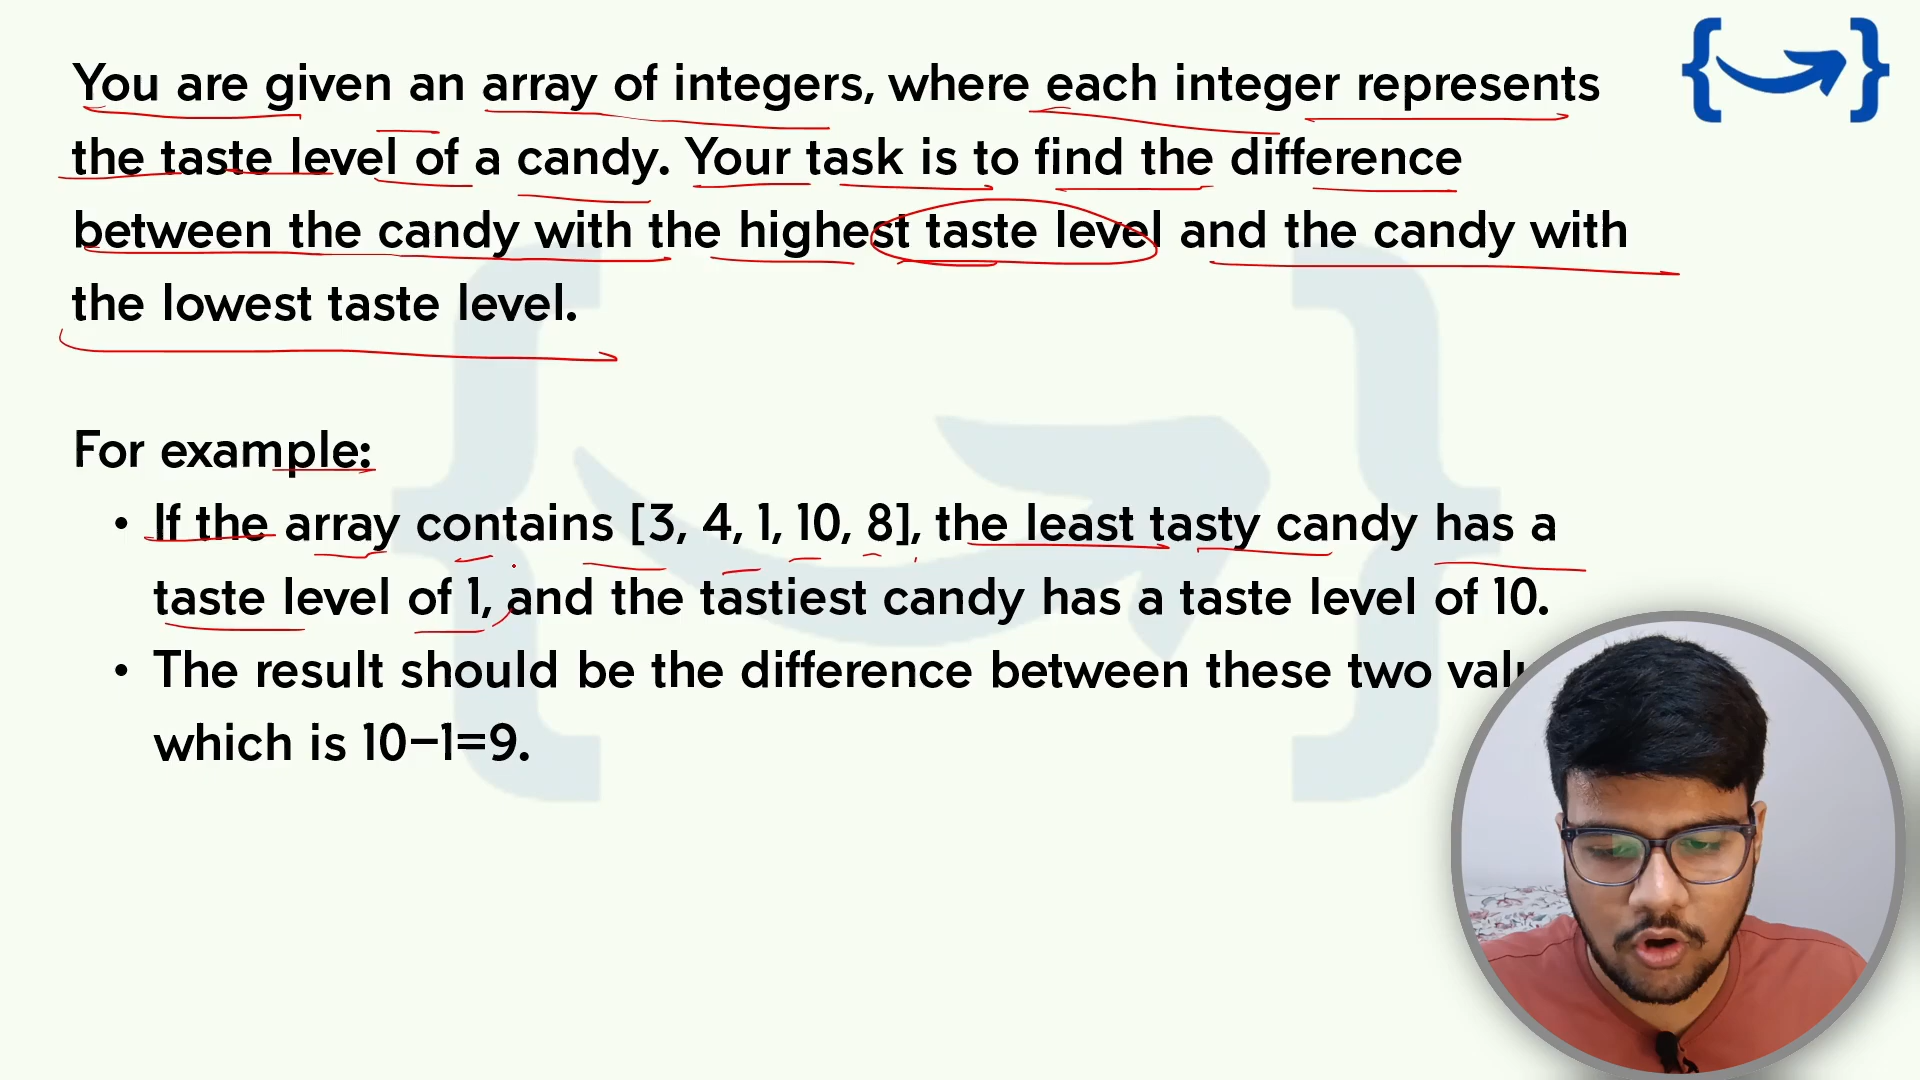 You are given an array of integers, where each integer represents
the taste level of a candy. Your task is to find the difference
between the candy with the highest taste level and the candy with
the lowest taste level.
For example:
• If the array contains [3, 4, 1, 10, 8], the least tasty candy has a
taste level of 1, and the tastiest candy has a taste level of 10.
• The result should be the difference between these two
which is 10−1=9.